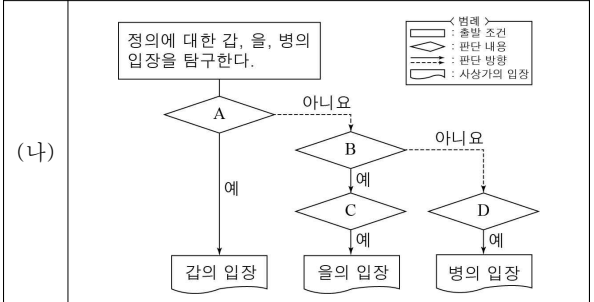 (나)
정의에 대한 갑, 을, 병의
입장을 탐구한다.
범례
: 출발 조건
: 판단 내용
: 판단 방향
: 사상가의 입장
A
아니요
B
아니요
예
예
C
D
예
예
갑의 입장
을의 입장
병의 입장